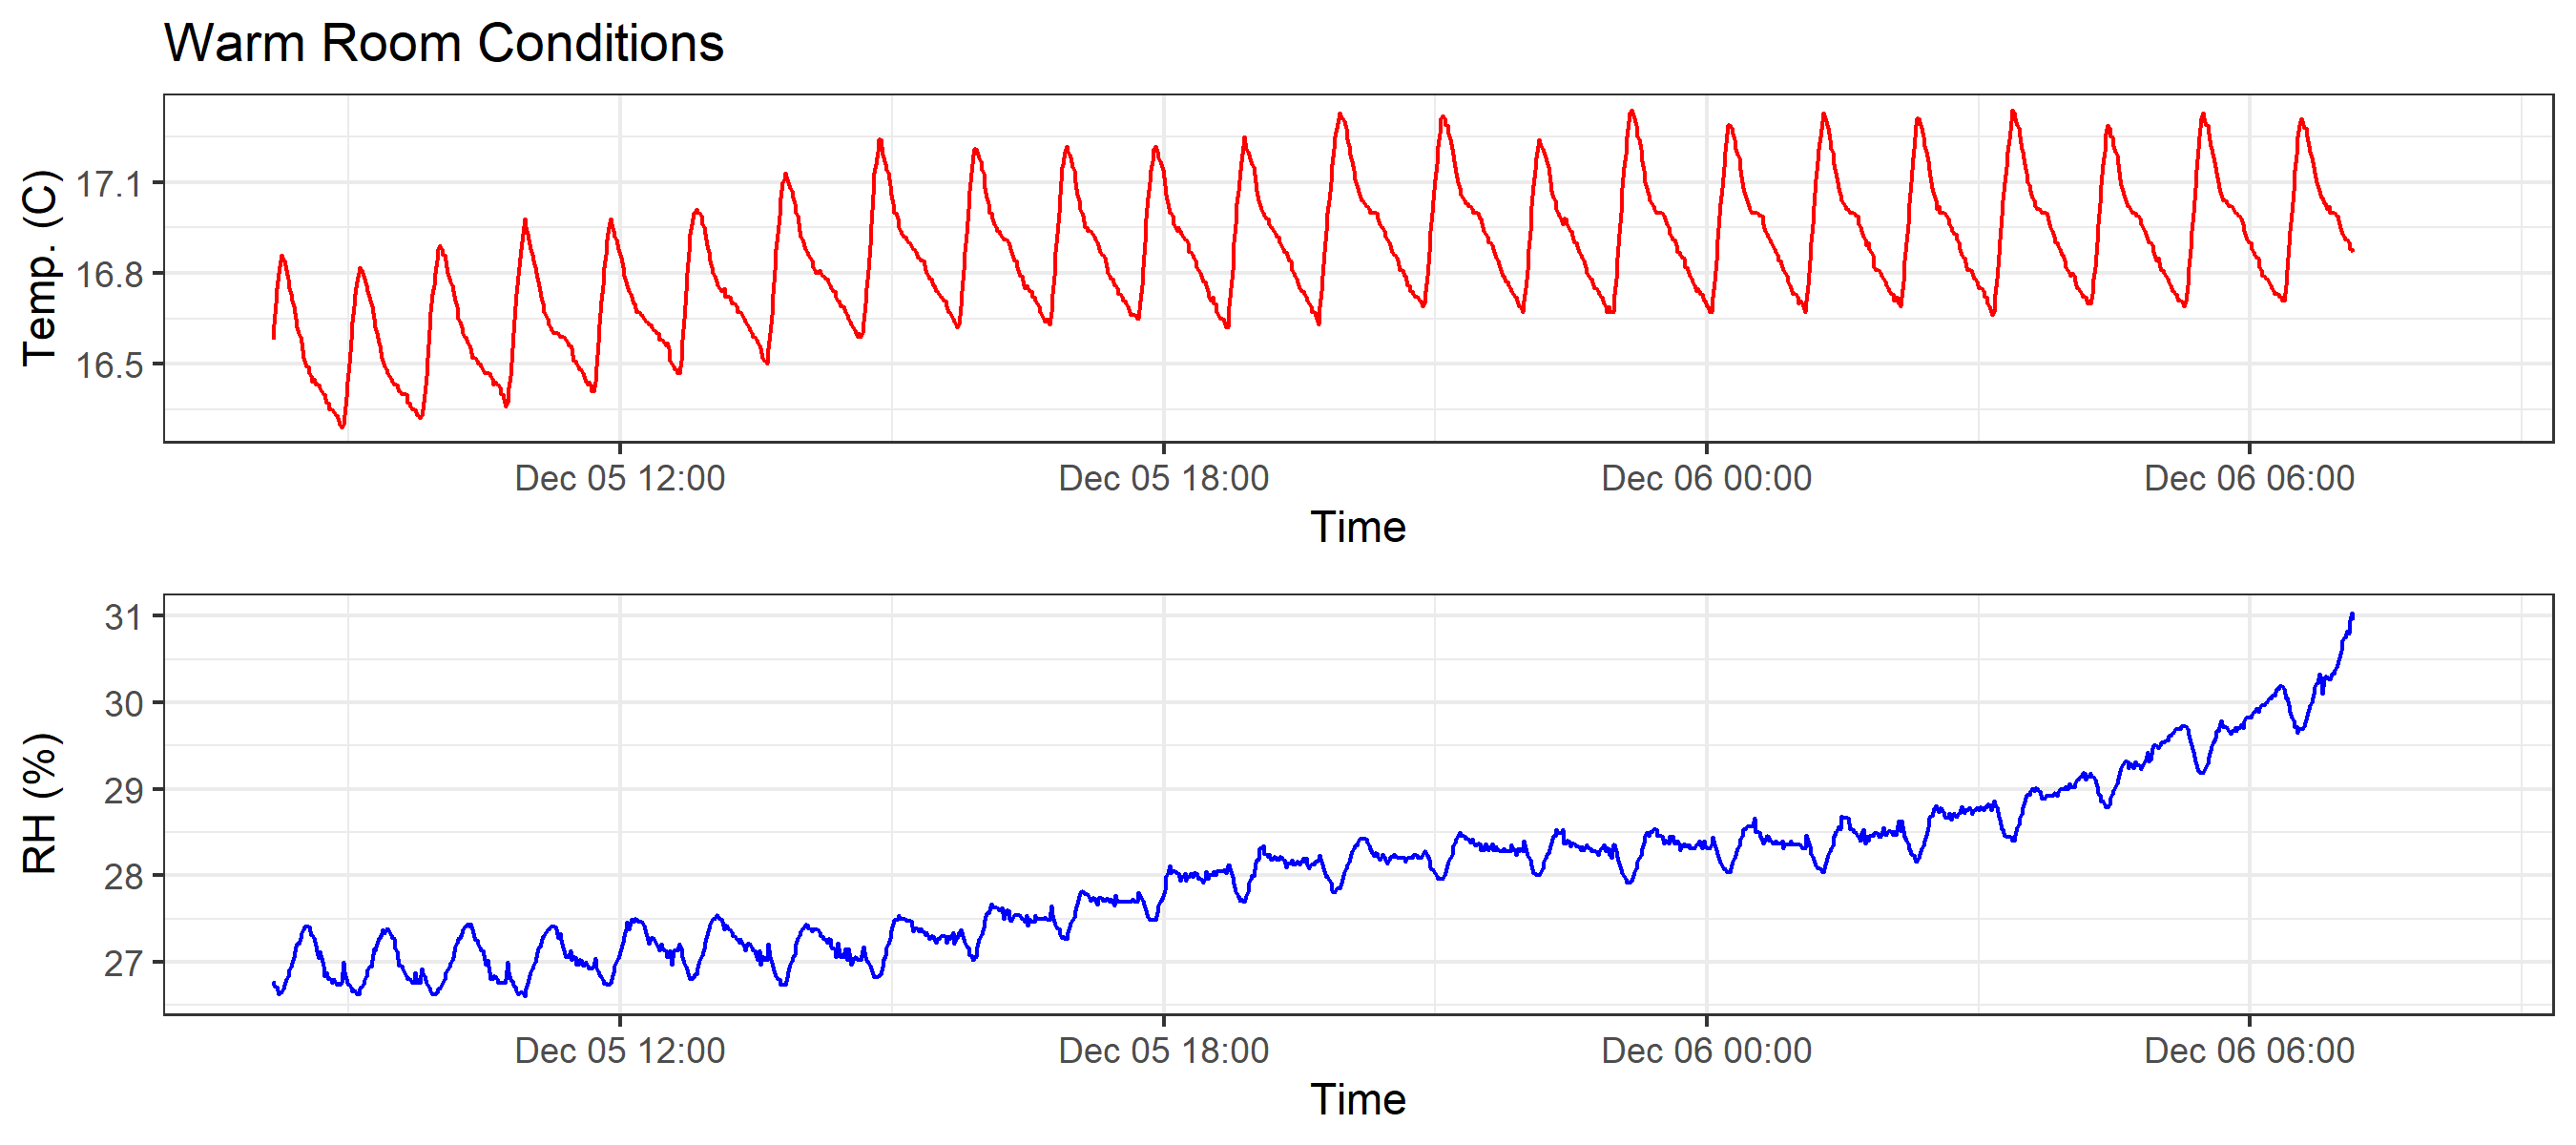 Warm Room Conditions
Temp. (C)
17.1
16.8
16.5
Dec 05 12:00 Dec 05 18:00 Dec 06 00:00 Dec 06 06:00
Time
RH (%)
31
30
29
28
27
Dec 05 12:00 Dec 05 18:00 Dec 06 00:00 Dec 06 06:00
Time